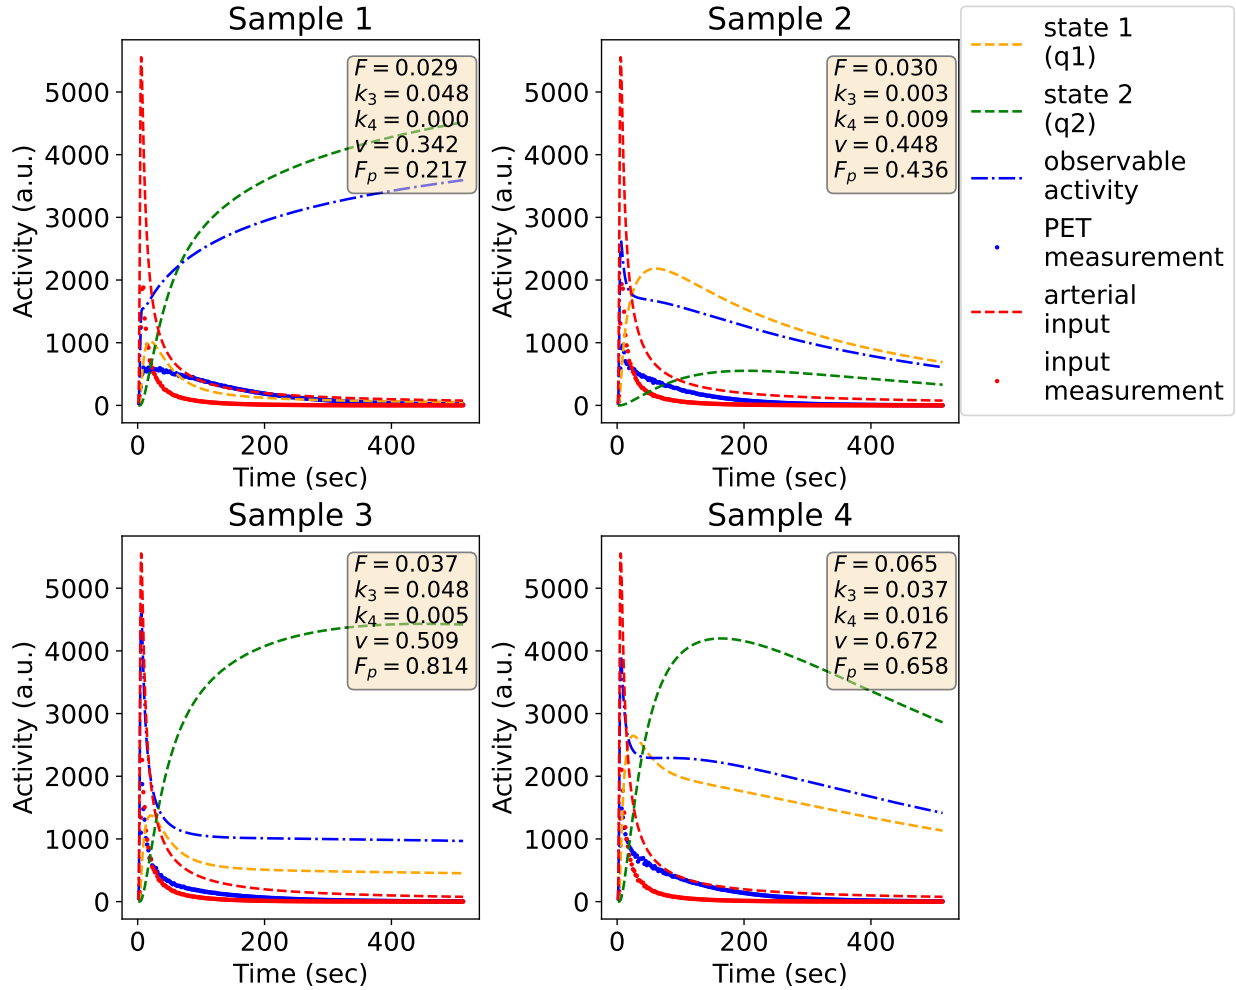 Sample 1
Activity (a.u.)
5000
4000
3000
2000
1000
0
F = 0.029
k3 = 0.048
k4 = 0.000
v = 0.342
Fp = 0.217
0 200 400
Time (sec)
Sample 2
Activity (a.u.)
5000
4000
3000
2000
1000
0
F = 0.030
k3 = 0.003
k4 = 0.009
v = 0.448
Fp = 0.436
0 200 400
Time (sec)
state 1
(q1)
state 2
(q2)
observable
activity
PET
measurement
arterial
input
input
measurement
Sample 3
Activity (a.u.)
5000
4000
3000
2000
1000
0
F = 0.037
k3 = 0.048
k4 = 0.005
v = 0.509
Fp = 0.814
0 200 400
Time (sec)
Sample 4
Activity (a.u.)
5000
4000
3000
2000
1000
0
F = 0.065
k3 = 0.037
k4 = 0.016
v = 0.672
Fp = 0.658
0 200 400
Time (sec)